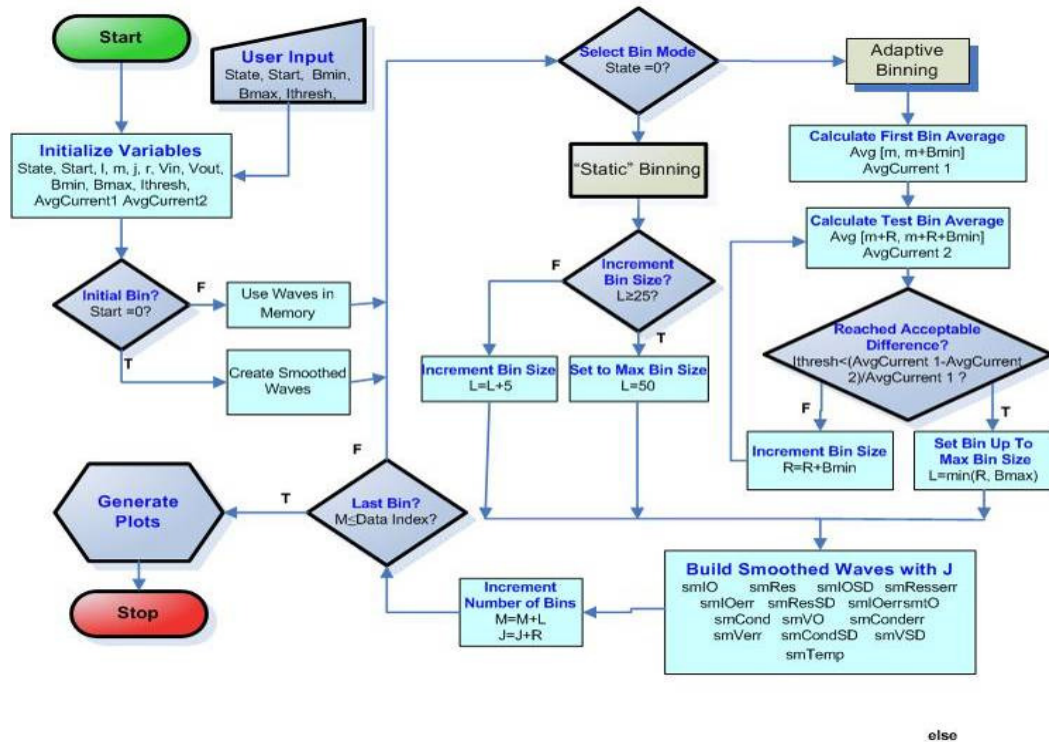 Start
User Input
State, Start, Bmin,
Bmax, Ithresh,
Initialize Variables
State, Start, I, m, j, r, Vin, Vout,
Bmin, Bmax, Ithresh,
AvgCurrent1 AvgCurrent2
Initial Bin?
Start =0?
F
T
Use Waves in
Memory
Create Smoothed
Waves
Select Bin Mode
State =0?
"Static" Binning
Increment
Bin Size?
L≥25?
F
T
Increment Bin Size
L=L+5
Set to Max Bin Size
L=50
Adaptive
Binning
Calculate First Bin Average
Avg [m, m+Bmin]
AvgCurrent 1
Calculate Test Bin Average
Avg [m+R, m+R+Bmin]
AvgCurrent 2
Reached Acceptable
Difference?
Ithresh<(AvgCurrent 1-AvgCurrent
2)/AvgCurrent 1 ?
F
T
Increment Bin Size
R=R+Bmin
Set Bin Up To
Max Bin Size
L=min(R, Bmax)
Build Smoothed Waves with J
smIO smRes smIOSD smResserr
smIOerr smResSD smIOerrsmtO
smCond smVO smConderr
smVerr smCondSD smVSD
smTemp
Increment
Number of Bins
M=M+L
J=J+R
Last Bin?
M≤Data Index?
F
T
Generate
Plots
Stop
else